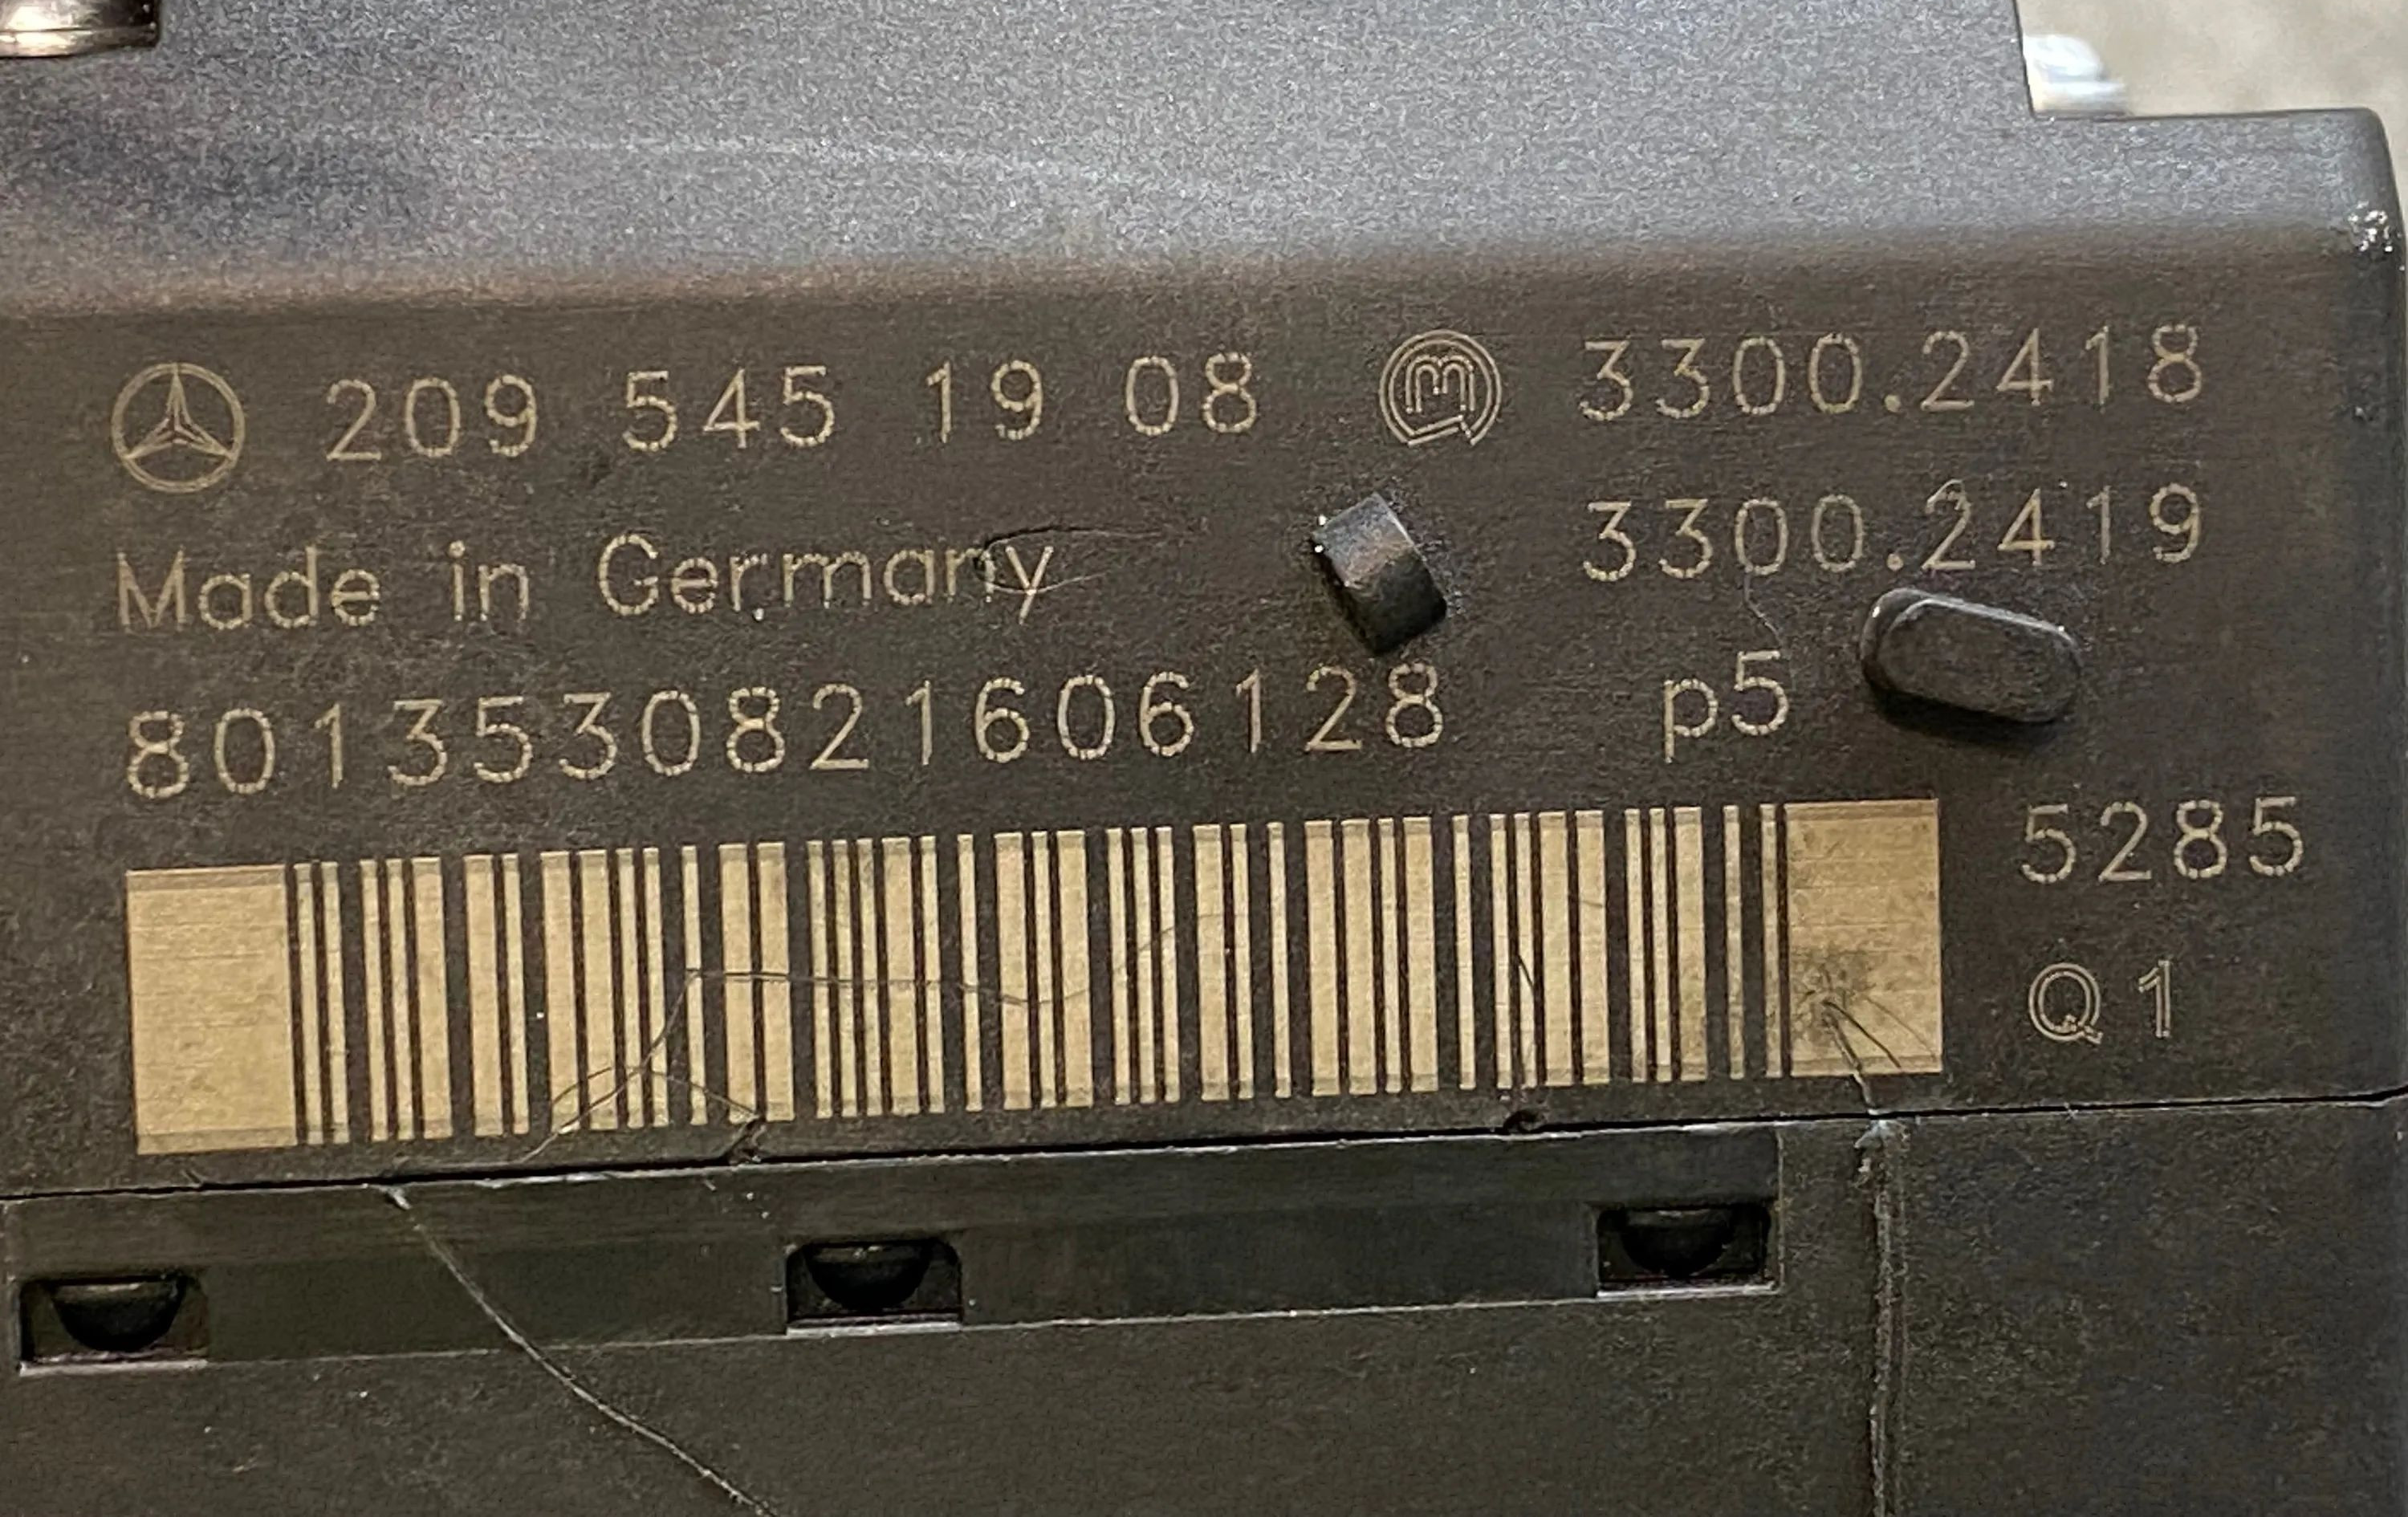 209 545 19 08 3300.2418
Made in Germany 3300.2419
8013530821606128 p5
5285
Q1